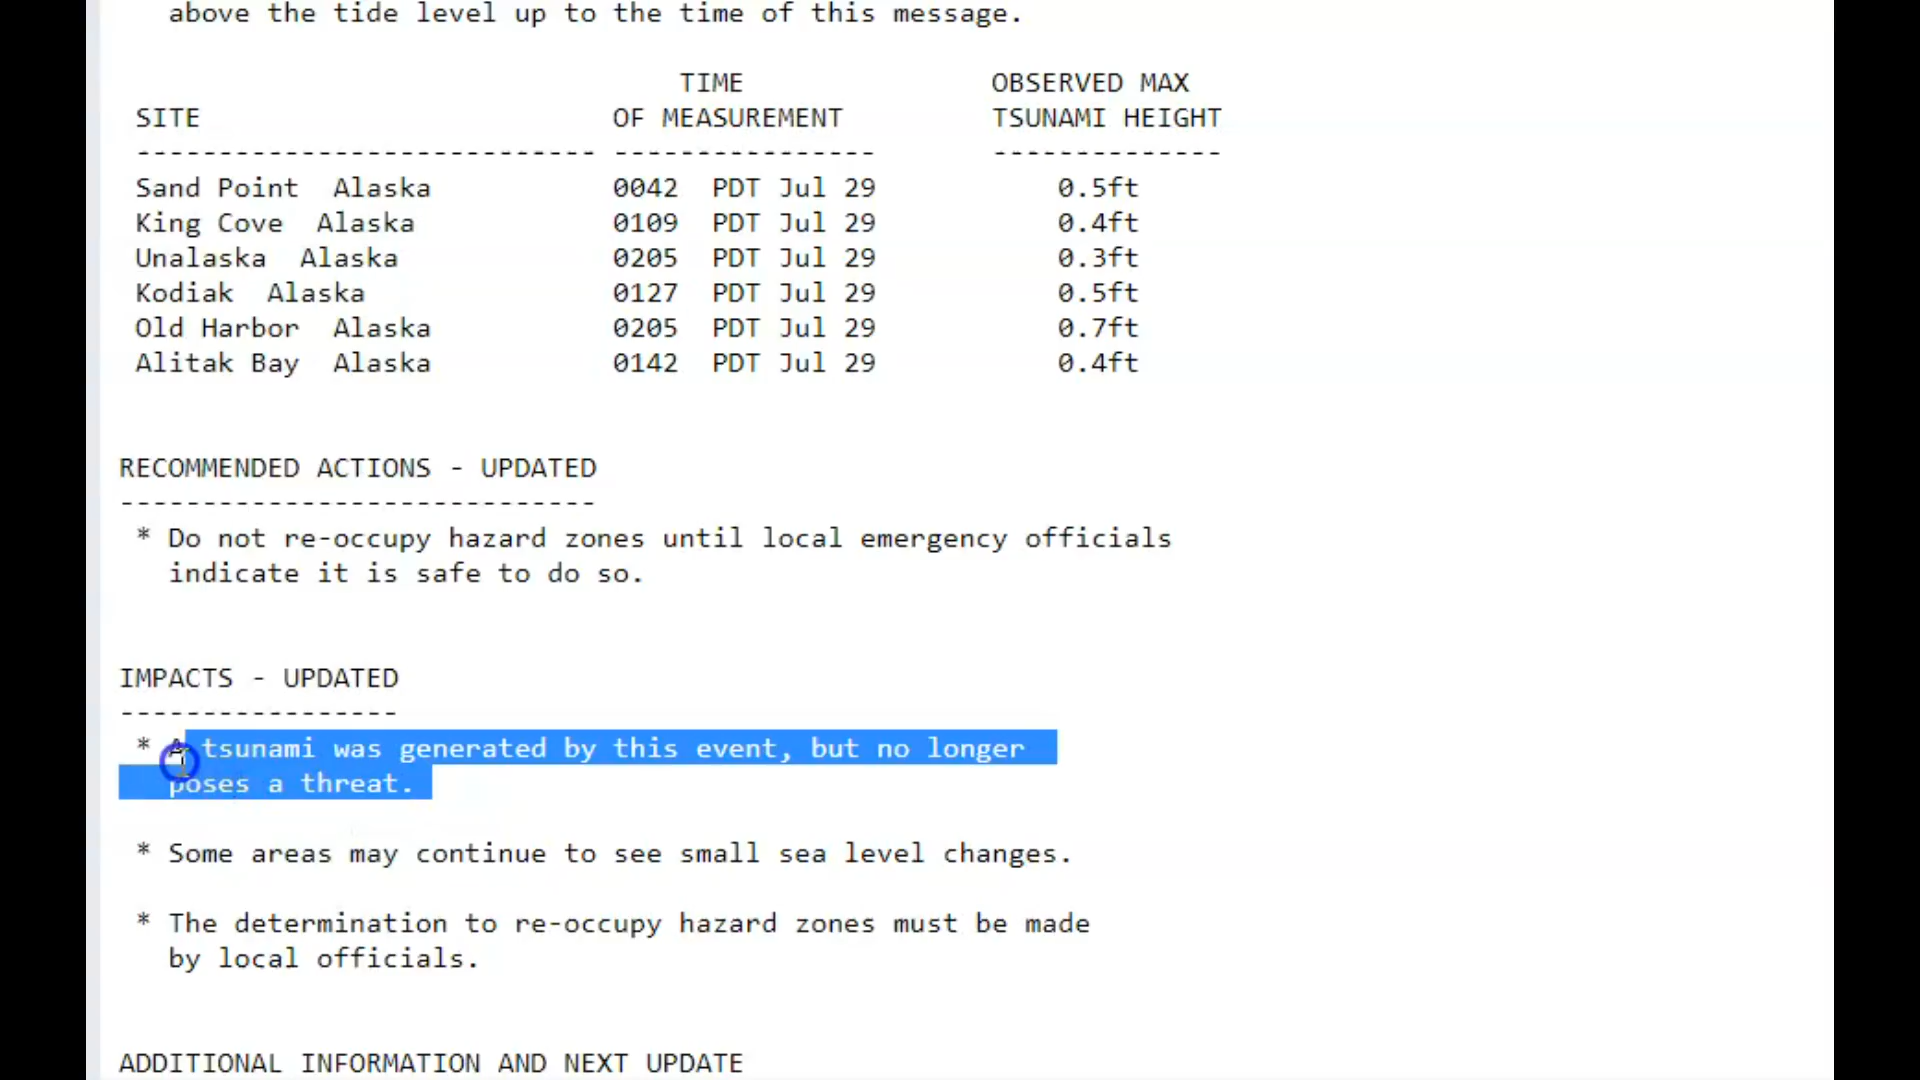 above the tide level up to the time of this message.
TIME OBSERVED MAX
SITE OF MEASUREMENT TSUNAMI HEIGHT
---------------------------- ---------------- --------------
Sand Point Alaska 0042 PDT Jul 29 0.5ft
King Cove Alaska 0109 PDT Jul 29 0.4ft
Unalaska Alaska 0205 PDT Jul 29 0.3ft
Kodiak Alaska 0127 PDT Jul 29 0.5ft
Old Harbor Alaska 0205 PDT Jul 29 0.7ft
Alitak Bay Alaska 0142 PDT Jul 29 0.4ft
RECOMMENDED ACTIONS - UPDATED
-----------------------------
* Do not re-occupy hazard zones until local emergency officials
indicate it is safe to do so.
IMPACTS - UPDATED
-----------------
* A tsunami was generated by this event, but no longer
poses a threat.
* Some areas may continue to see small sea level changes.
* The determination to re-occupy hazard zones must be made
by local officials.
ADDITIONAL INFORMATION AND NEXT UPDATE